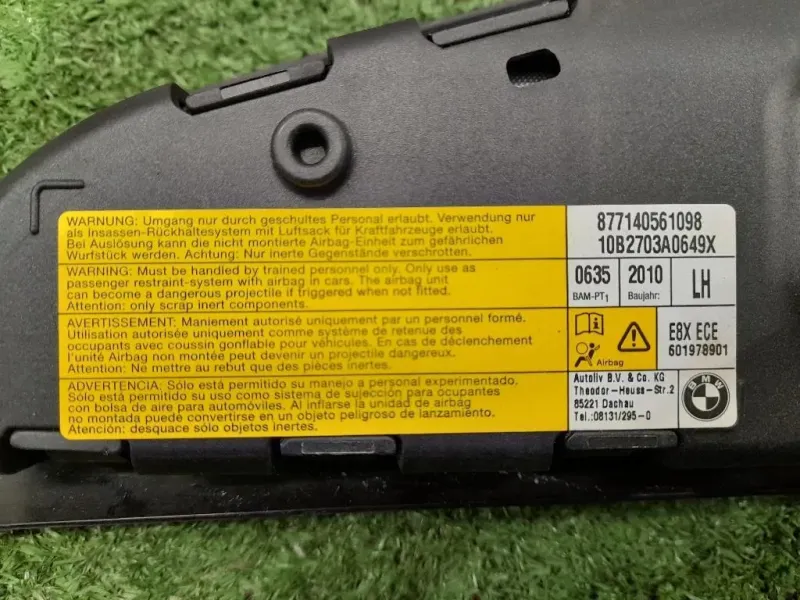 WARNUNG: Umgang nur durch geschultes Personal erlaubt. Verwendung nur
als Insassen-Rückhaltesystem mit Luftsack für Kraftfahrzeuge erlaubt.
Bei Auslösung kann die nicht montierte Airbag-Einheit zum gefährlichen
Wurfstück werden. Achtung: Nur inerte Gegenstände verschrotten.
WARNING: Must be handled by trained personnel only. Only use as
passenger restraint-system with airbag in cars. The airbag unit
can become a dangerous projectile if triggered when not fitted.
Attention: only scrap inert components.
AVERTISSEMENT: Maniement autorisé uniquement par un personnel formé.
Utilisation autorisée uniquement comme système de retenue des
occupants avec coussin gonflable pour véhicules. En cas de déclenchement
l'unité Airbag non montée peut devenir un projectile dangereux.
Attention: Ne mettre au rebut que des pièces inertes.
ADVERTENCIA: Sólo está permitido su manejo a personal experimentado.
Sólo está permitido su uso como sistema de sujección para ocupantes
con bolsa de aire para automóviles. Al inflarse la unidad de airbag
no montada puede convertirse en un objeto peligroso de lanzamiento.
Atención: desquace sólo objetos inertes.
877140561098
10B2703A0649X
0635
BAM-PT1
2010
Baujahr:
LH
Airbag
E8X ECE
601978901
Autoliv B.V. & Co. KG
Theodor-Heuse-Str.2
85221 Dachau
Tel.:08131/295-0
BMW